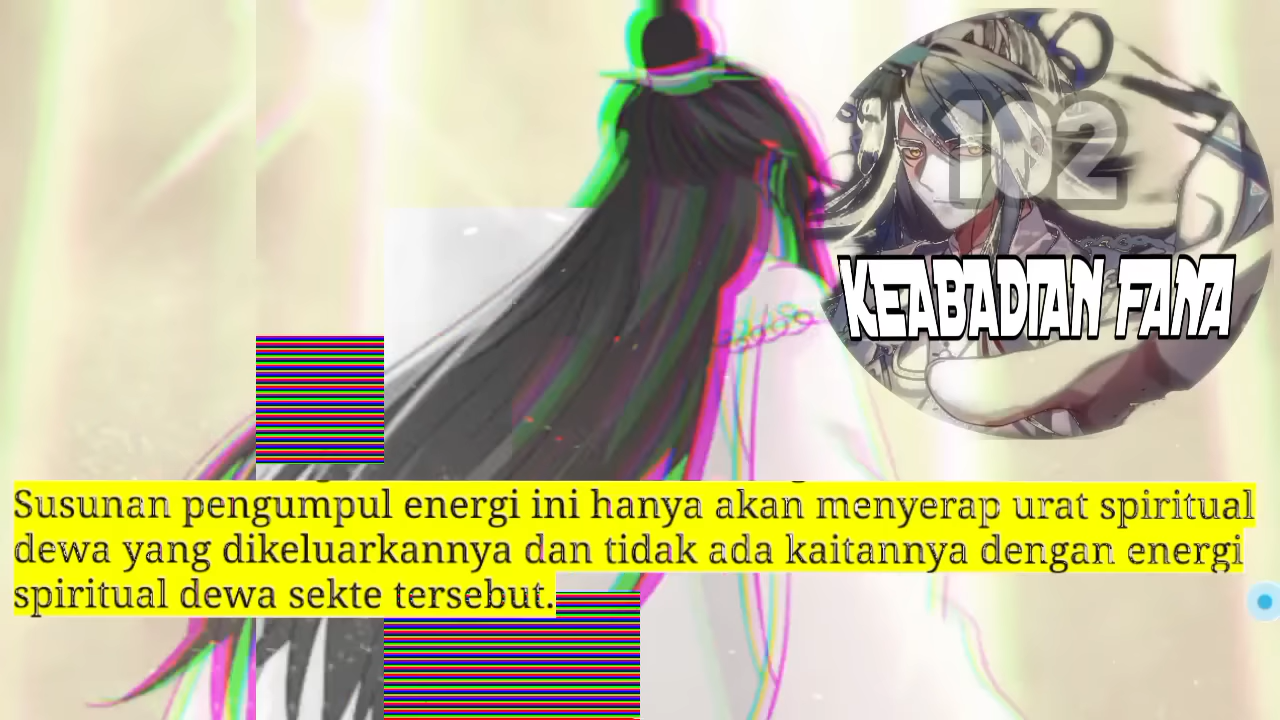 102
KEABADIAN FANA
Susunan pengumpul energi ini hanya akan menyerap urat spiritual
dewa yang dikeluarkannya dan tidak ada kaitannya dengan energi
spiritual dewa sekte tersebut.